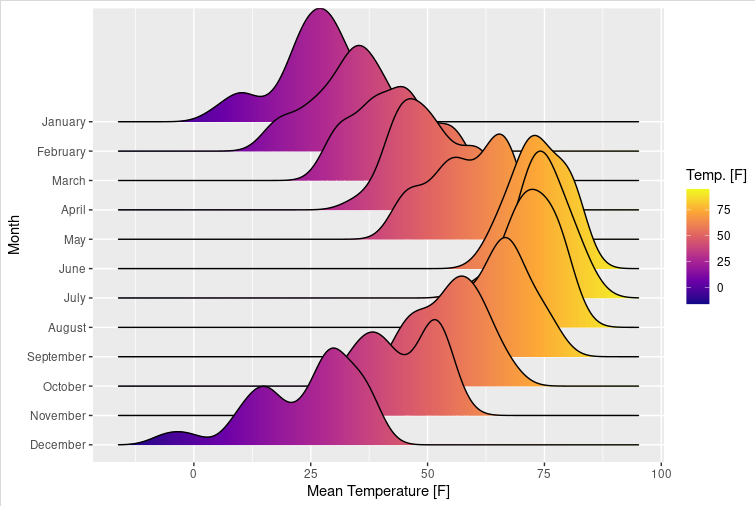 January
February
March
April
May
June
July
August
September
October
November
December
Month
0 25 50 75 100
Mean Temperature [F]
Temp. [F]
75
50
25
0